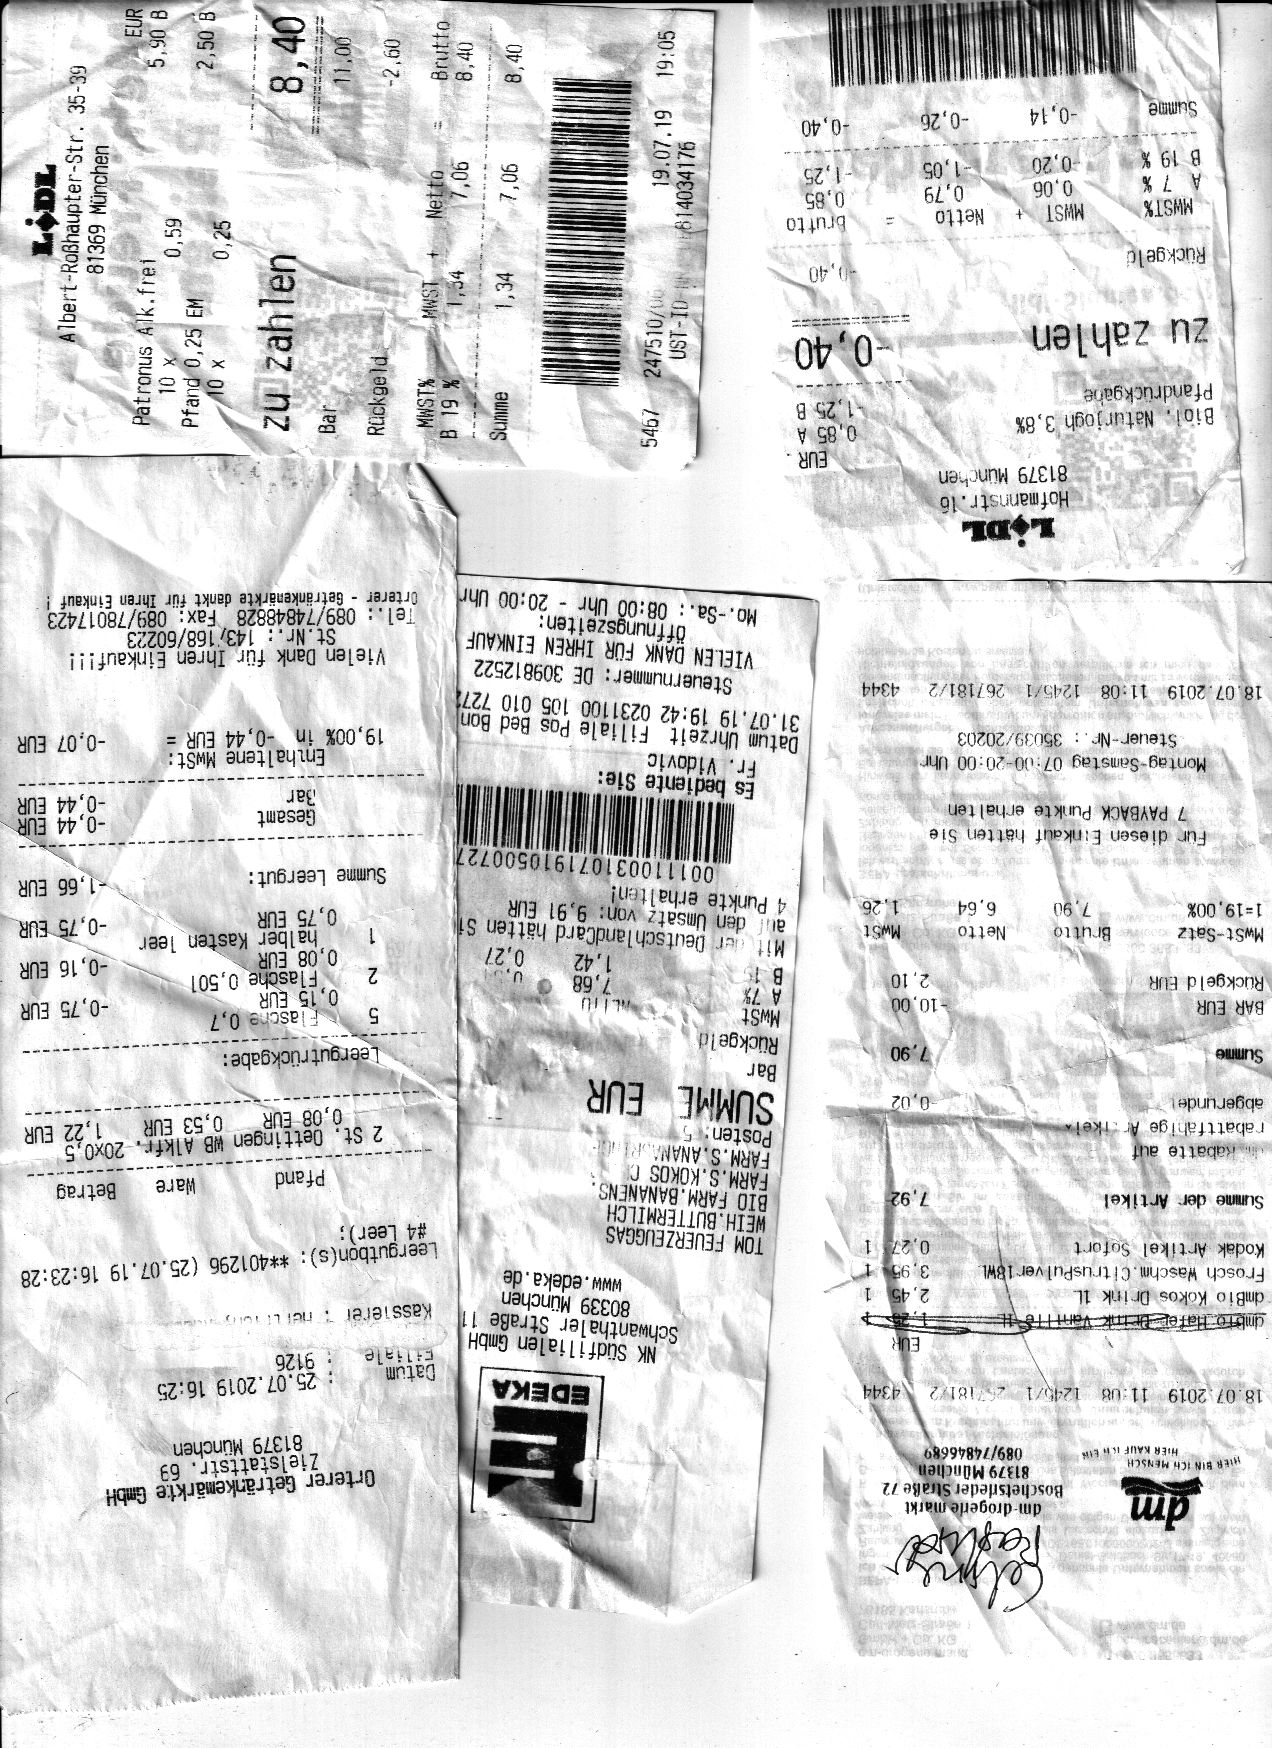 LIDL
Albert-Roßhaupter-Str. 35-39
81369 München
EUR
Patronus Alk.frei 5,90 B
10 x 0,59
Pfand 0,25 EM 2,50 B
10 x 0,25
zu zahlen 8,40
Bar 11,00
Rückgeld -2,60
MWST% MWST + Netto = Brutto
B 19 % 1,34 7,06 8,40
Summe 1,34 7,06 8,40
5467 247510/ 19.07.19 19:05
UST-ID 814034176
LIDL
Hofmannstr.16
81379 München
EUR
Biol. Naturjogh 3,8% 0,85 A
Pfandrückgabe -1,25 B
zu zahlen -0,40
Rückgeld -0,40
MWST% MWST + Netto = brutto
A 7 % 0,06 0,79 0,85
B 19 % -0,20 -1,05 -1,25
Summe -0,14 -0,26 -0,40
Orterer Getränkemärkte GmbH
Zielstattstr. 69
81379 München
Datum : 25.07.2019 16:25
Filiale : 9126
Kassierer :
Leergutbon(s): **401296 (25.07.19 16:23:28
#4 Leer);
Pfand Ware Betrag
2 St. Oettingen WB Alkfr. 20x0,5
0,08 EUR 0,53 EUR 1,22 EUR
Leergutrückgabe:
5 Flasche 0,7
0,15 EUR -0,75 EUR
2 Flasche 0,50l
0,08 EUR -0,16 EUR
1 halber Kasten leer
0,75 EUR -0,75 EUR
Summe Leergut: -1,66 EUR
Gesamt -0,44 EUR
Bar -0,44 EUR
Enthaltene MwSt:
19,00% in -0,44 EUR = -0,07 EUR
Vielen Dank für Ihren Einkauf!!!
St.Nr.: 143/168/60223
Tel.: 089/74848828 Fax: 089/78017423
Orterer - Getränkemärkte dankt für Ihren Einkauf !
EDEKA
NK Südfilialen GmbH
Schwanthaler Straße 11
80339 München
www.edeka.de
TOM FEUERZEUGGAS
WEIH.BUTTERMILCH
BIO FARM.BANANENS.
FARM.S.KOKOS
FARM.S.ANANAS
Posten: 5
SUMME EUR
Bar
Rückgeld
MwSt
A 7% 7,68
B 1 1,42 0,27
Mit der DeutschlandCard hätten Si
auf den Umsatz von: 9,91 EUR
4 Punkte erhalten!
Es bediente Sie:
Fr. Vidovic
Datum Uhrzeit Filiale Pos Bed Bon
31.07.19 19:42 0231100 105 010 7272
Steuernummer: DE 309812522
VIELEN DANK FÜR IHREN EINKAUF
Öffnungszeiten:
Mo.-Sa.: 08:00 Uhr - 20:00 Uhr
dm
HIER BIN ICH MENSCH
HIER KAUF ICH EIN
dm-drogerie markt
Boschetsrieder Straße 72
81379 München
089/74846689
18.07.2019 11:08 1245/1 267181/2 4344
EUR
dmBio Hafer Drink Vanille 1L 1,25 1
dmBio Kokos Drink 1L 2,45 1
Frosch Waschm.Citruspulver18WL 3,95 1
Kodak Artikel Sofort 0,27 1
Summe der Artikel 7,92
Rabatte auf
rabattfähige Artikel
abgerundet -0,02
Summe 7,90
BAR EUR -10,00
Rückgeld EUR 2,10
MwSt-Satz Brutto Netto MwSt
1=19,00% 7,90 6,64 1,26
Für diesen Einkauf hätten Sie
7 PAYBACK Punkte erhalten
Montag-Samstag 07:00-20:00 Uhr
Steuer-Nr.: 35039/20203
18.07.2019 11:08 1245/1 267181/2 4344